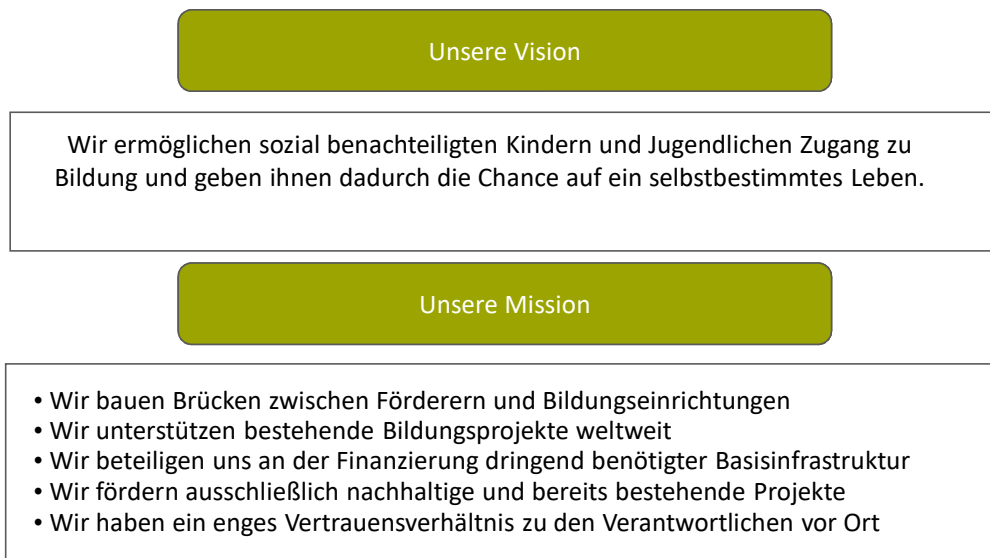 Unsere Vision
Wir ermöglichen sozial benachteiligten Kindern und Jugendlichen Zugang zu
Bildung und geben ihnen dadurch die Chance auf ein selbstbestimmtes Leben.
Unsere Mission
• Wir bauen Brücken zwischen Förderern und Bildungseinrichtungen
• Wir unterstützen bestehende Bildungsprojekte weltweit
• Wir beteiligen uns an der Finanzierung dringend benötigter Basisinfrastruktur
• Wir fördern ausschließlich nachhaltige und bereits bestehende Projekte
• Wir haben ein enges Vertrauensverhältnis zu den Verantwortlichen vor Ort